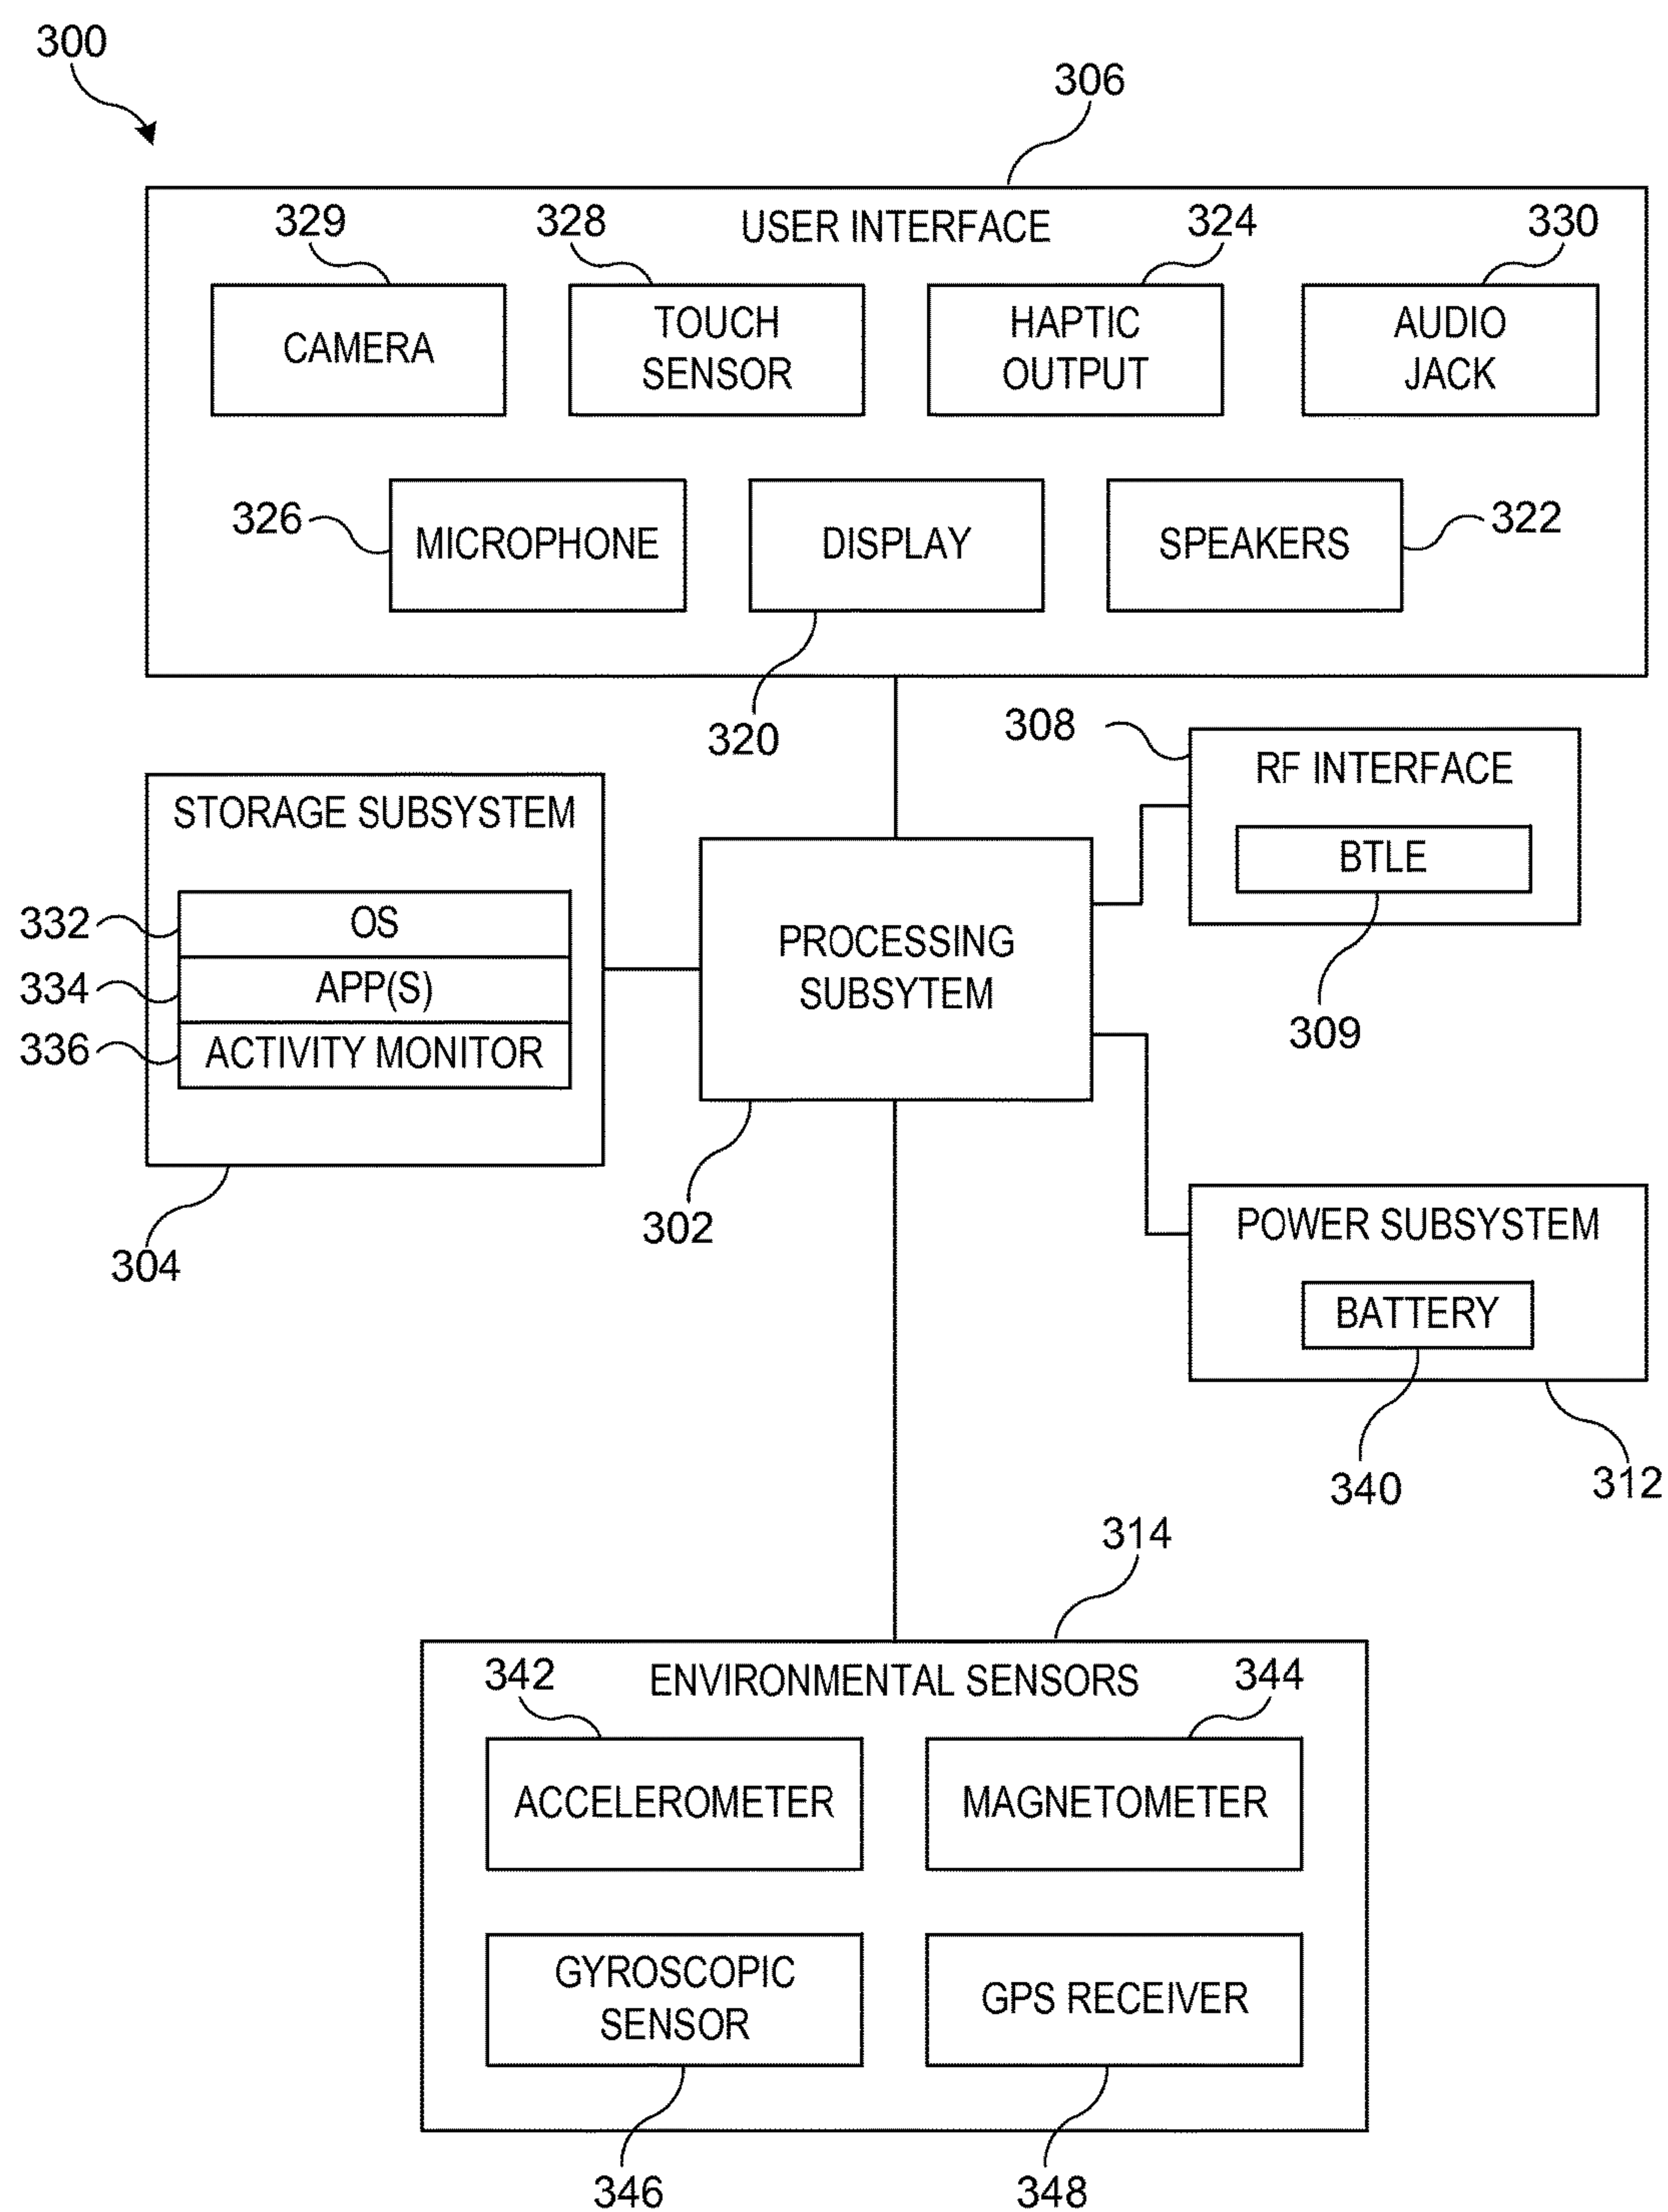 300
306
329
328
USER INTERFACE
324
330
CAMERA
TOUCH
SENSOR
HAPTIC
OUTPUT
AUDIO
JACK
326
MICROPHONE
DISPLAY
SPEAKERS
322
320
308
RF INTERFACE
BTLE
309
STORAGE SUBSYSTEM
332
OS
334
APP(S)
336
ACTIVITY MONITOR
304
PROCESSING
SUBSYTEM
302
POWER SUBSYSTEM
BATTERY
340
312
314
342
ENVIRONMENTAL SENSORS
344
ACCELEROMETER
MAGNETOMETER
GYROSCOPIC
SENSOR
GPS RECEIVER
346
348